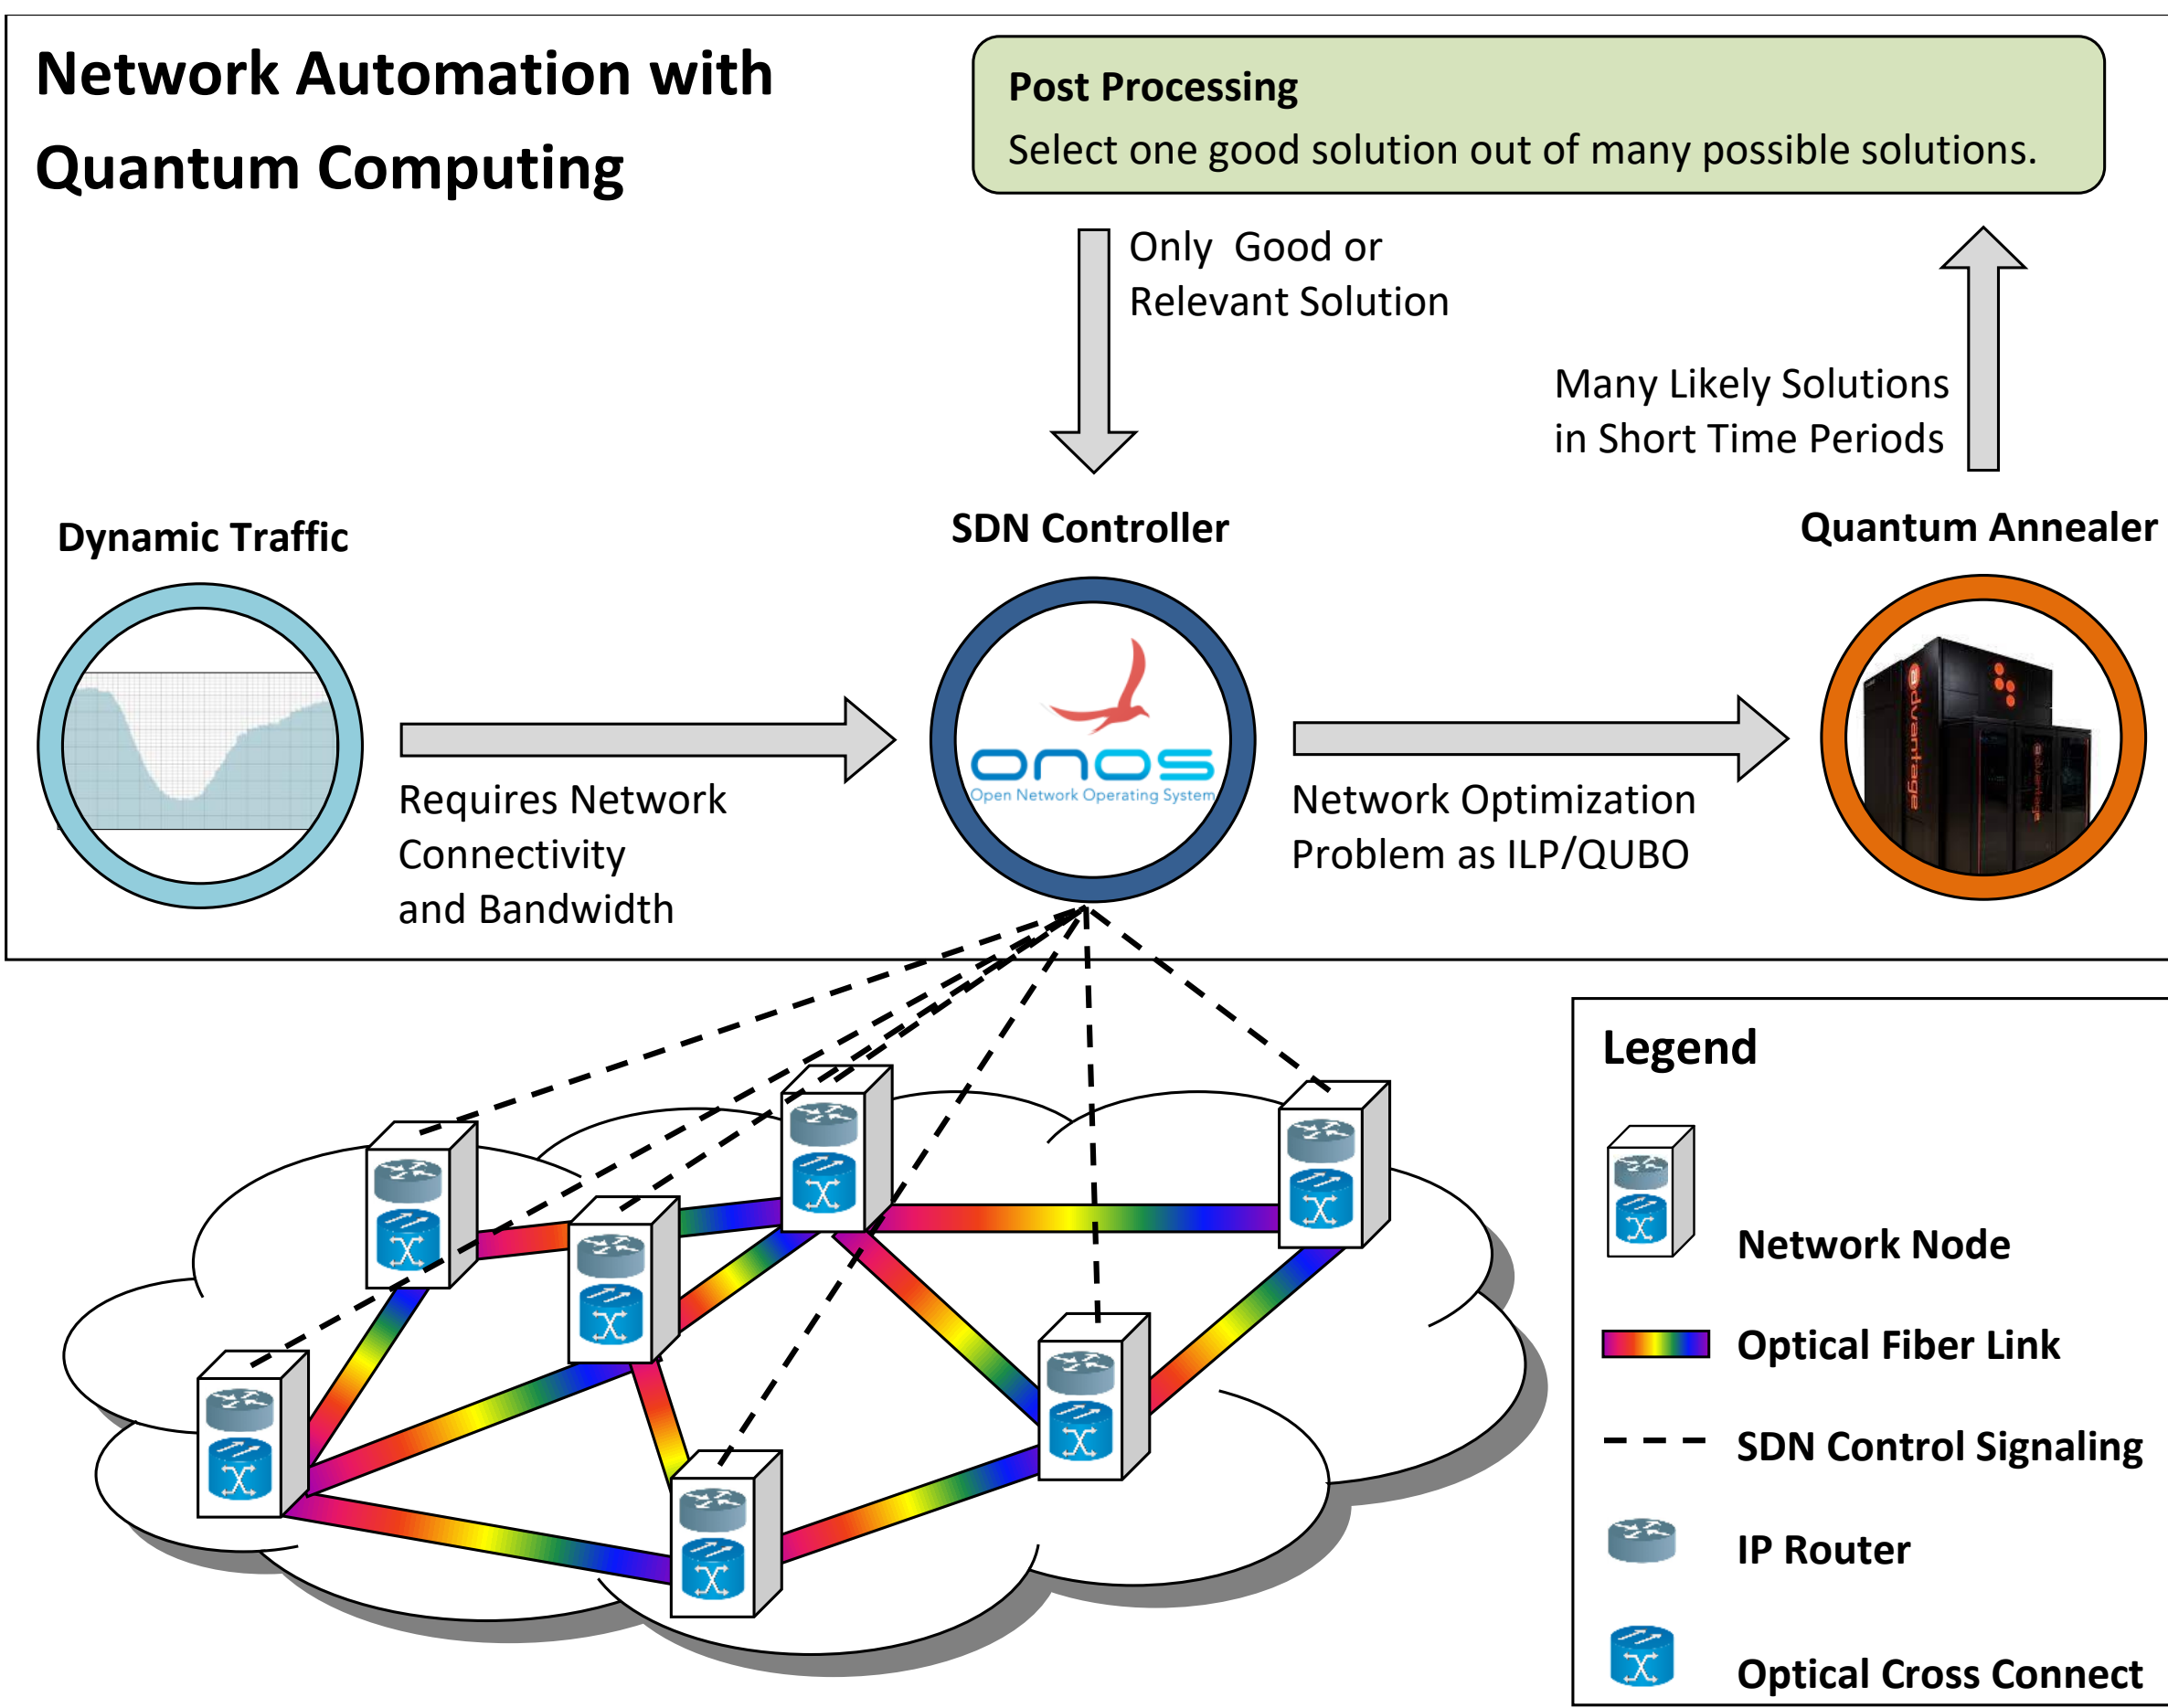 Network Automation with
Quantum Computing
Post Processing
Select one good solution out of many possible solutions.
Only Good or
Relevant Solution
Many Likely Solutions
in Short Time Periods
Dynamic Traffic
SDN Controller
Quantum Annealer
onos
Open Network Operating System
advantage
advantage
Requires Network
Connectivity
and Bandwidth
Network Optimization
Problem as ILP/QUBO
Legend
Network Node
Optical Fiber Link
SDN Control Signaling
IP Router
Optical Cross Connect